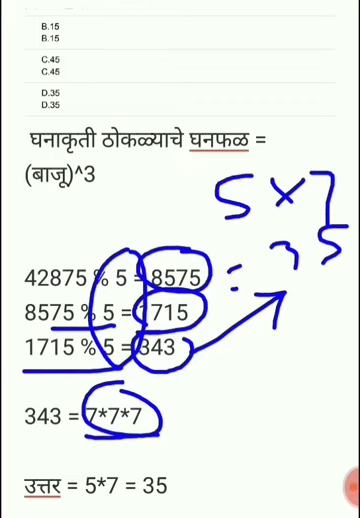 B.15
B.15
C.45
C.45
D.35
D.35
घनाकृती ठोकळ्याचे घनफळ =
(बाजू)^3
5 × 7
= 35
42875 % 5 = 8575
8575 % 5 = 1715
1715 % 5 = 343
343 = 7*7*7
उत्तर = 5*7 = 35